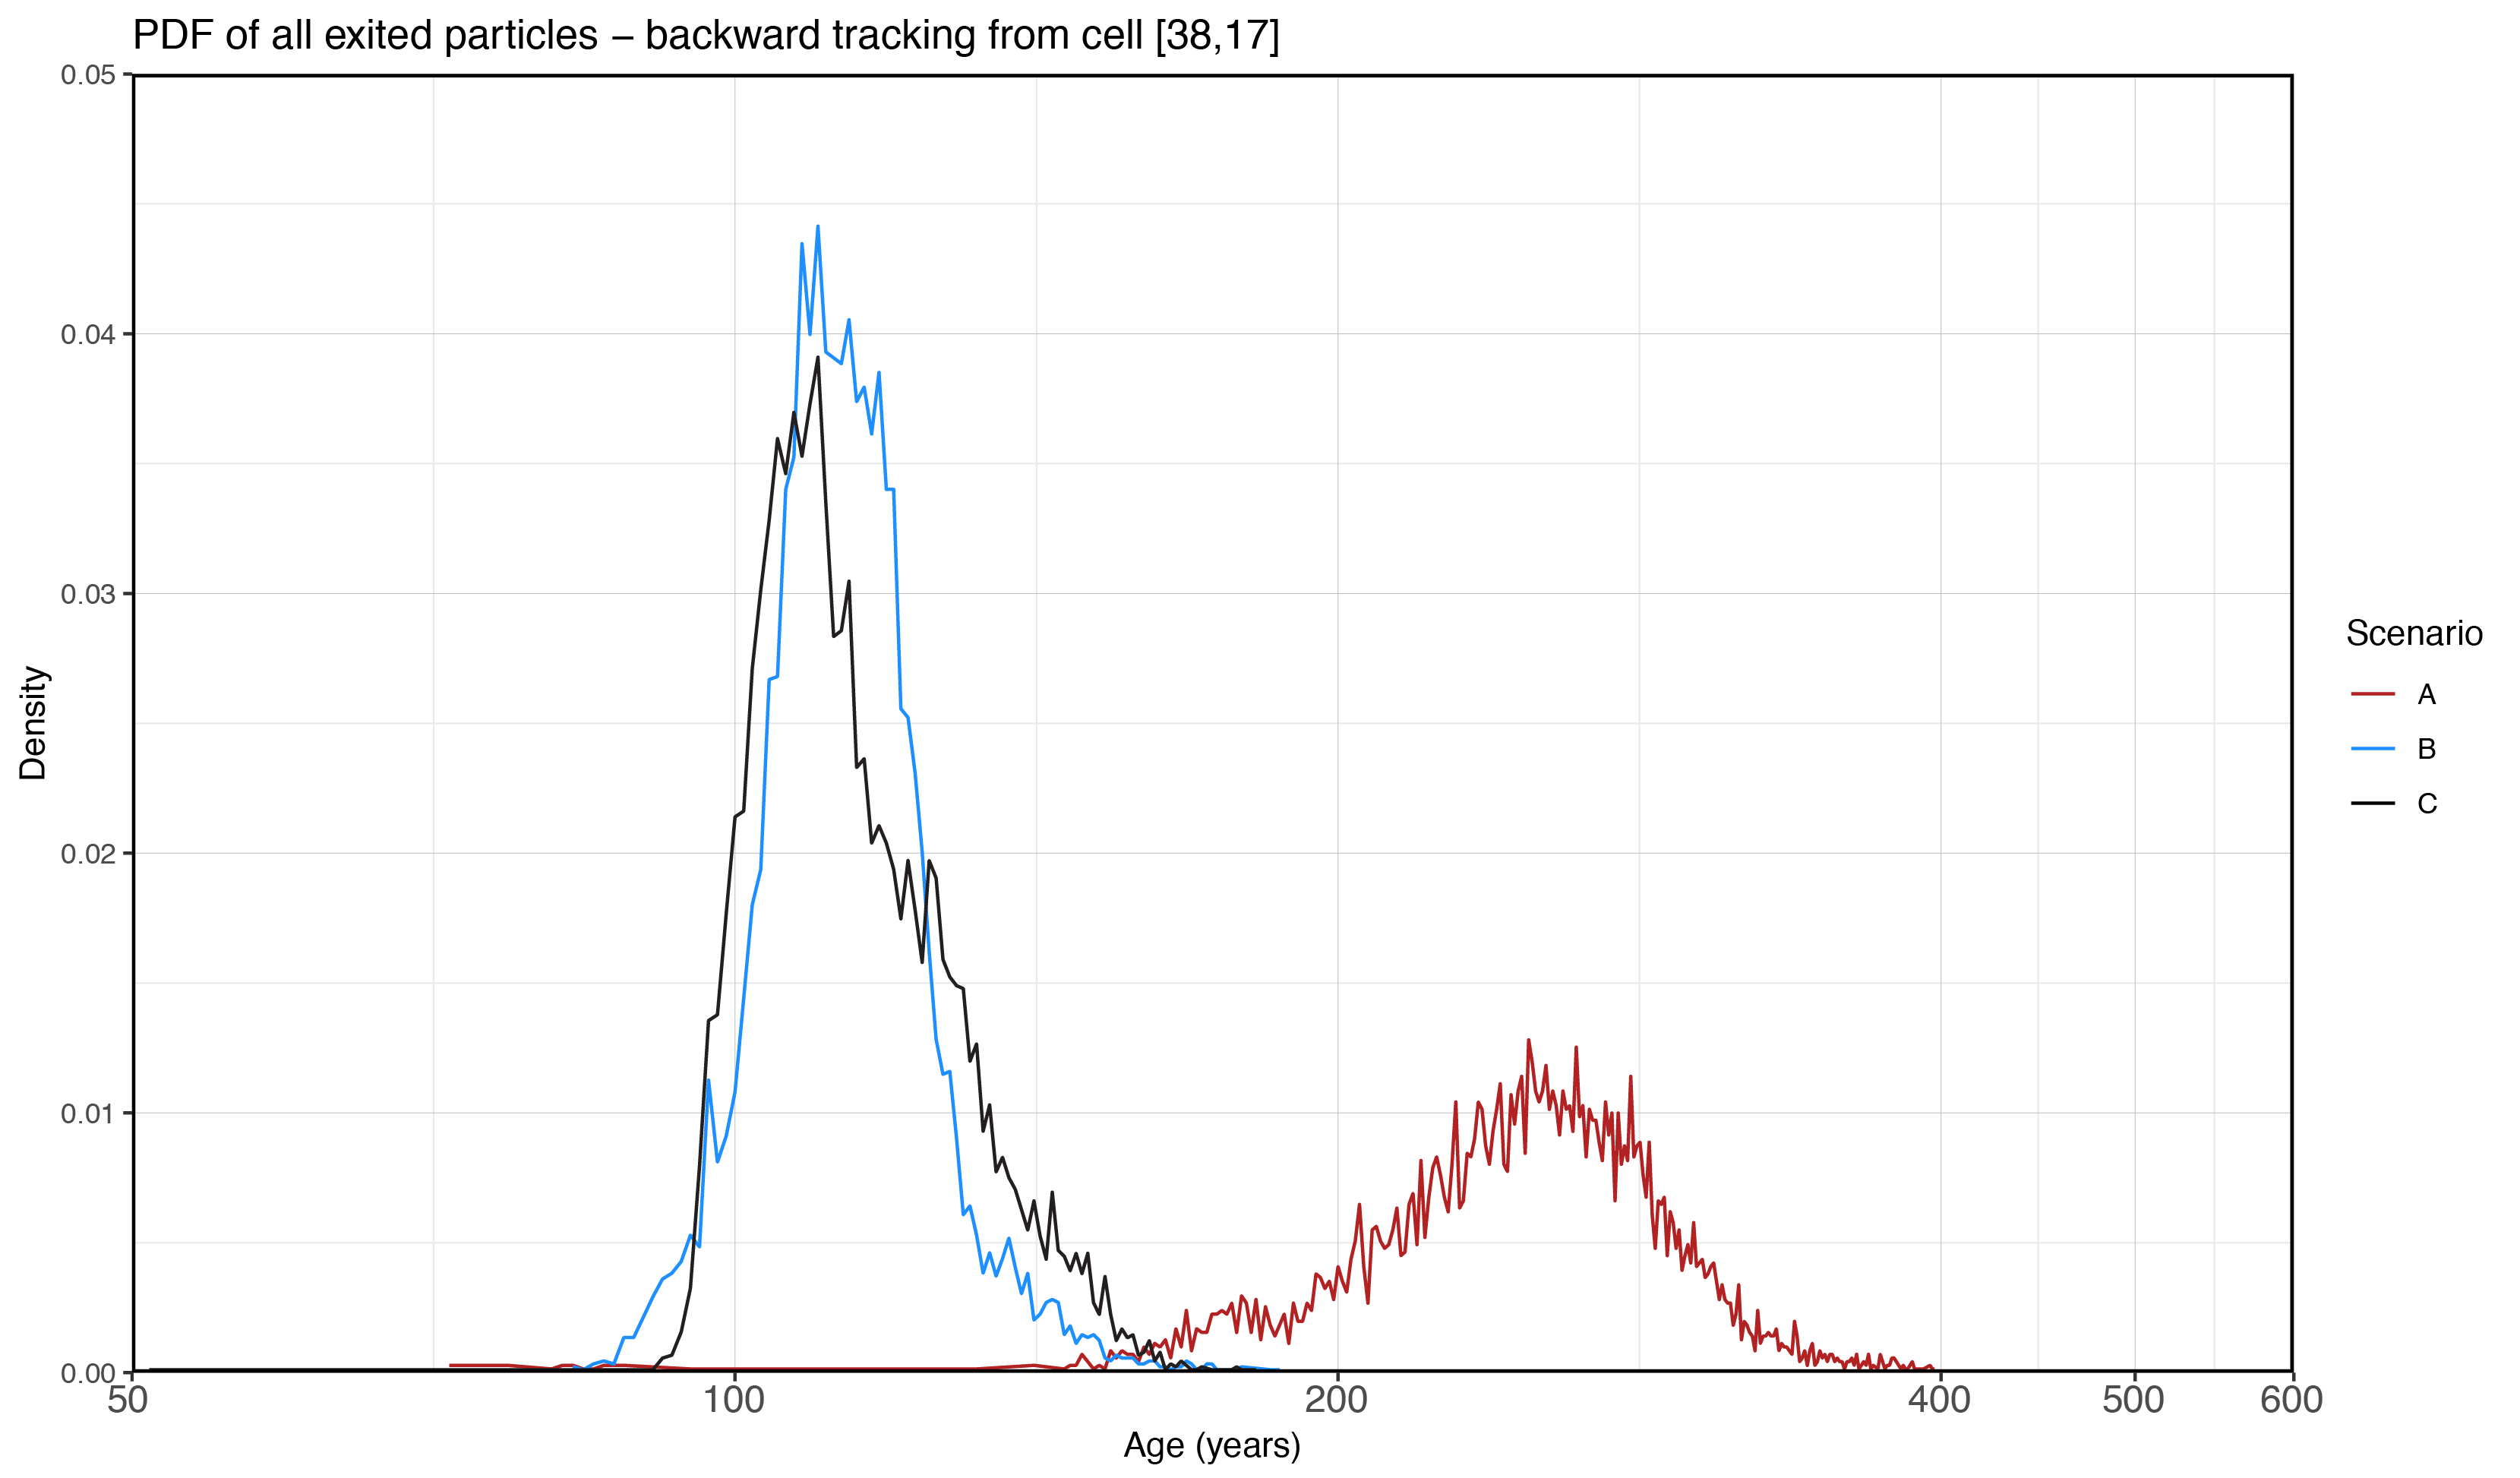 PDF of all exited particles – backward tracking from cell [38,17]
0.05
0.04
0.03
0.02
0.01
0.00
Density
50 100 200 400 500 600
Age (years)
Scenario
A
B
C